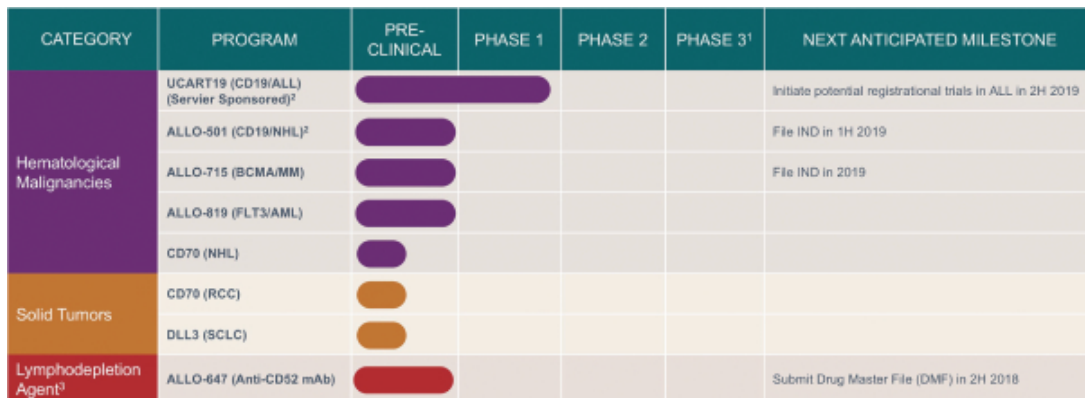 CATEGORY
PROGRAM
PRE-
CLINICAL
PHASE 1
PHASE 2
PHASE 3¹
NEXT ANTICIPATED MILESTONE
Hematological
Malignancies
UCART19 (CD19/ALL)
(Servier Sponsored)²
Initiate potential registrational trials in ALL in 2H 2019
ALLO-501 (CD19/NHL)²
File IND in 1H 2019
ALLO-715 (BCMA/MM)
File IND in 2019
ALLO-819 (FLT3/AML)
CD70 (NHL)
Solid Tumors
CD70 (RCC)
DLL3 (SCLC)
Lymphodepletion
Agent³
ALLO-647 (Anti-CD52 mAb)
Submit Drug Master File (DMF) in 2H 2018